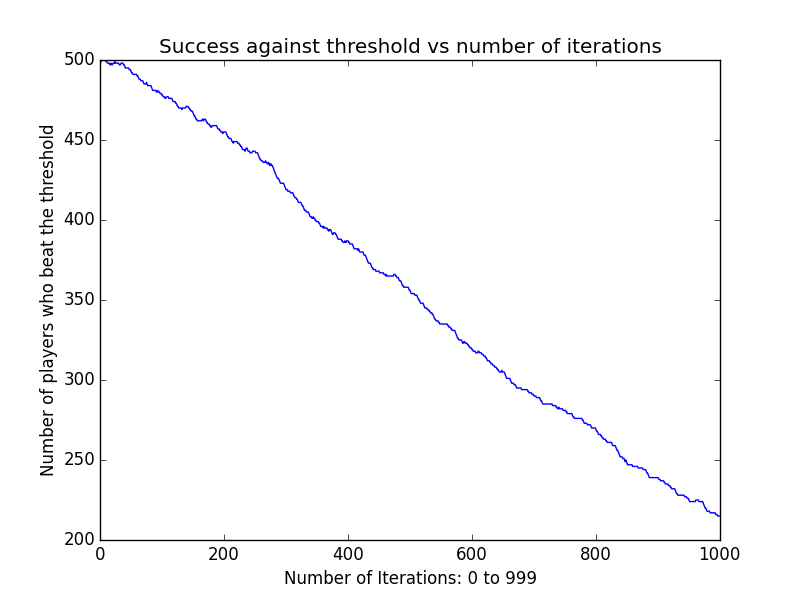 Success against threshold vs number of iterations
500
450
400
350
300
250
200
Number of players who beat the threshold
0 200 400 600 800 1000
Number of Iterations: 0 to 999